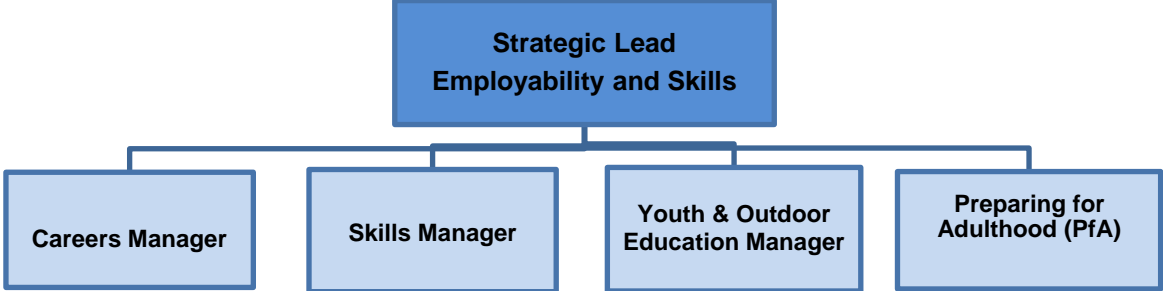 Strategic Lead
Employability and Skills
Careers Manager
Skills Manager
Youth & Outdoor
Education Manager
Preparing for
Adulthood (PfA)